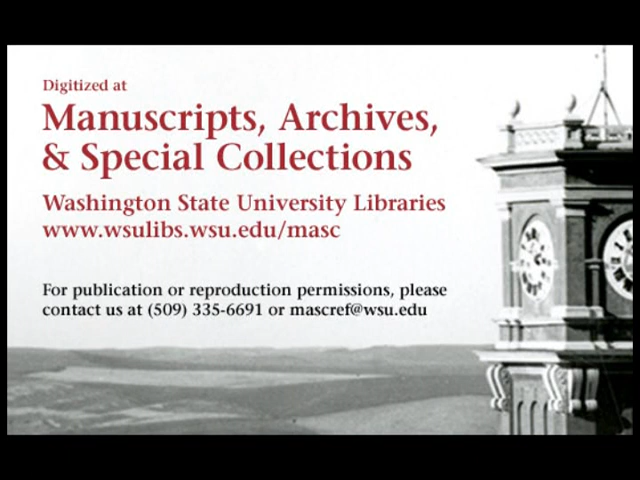 Digitized at
Manuscripts, Archives,
& Special Collections
Washington State University Libraries
www.wsulibs.wsu.edu/masc
For publication or reproduction permissions, please
contact us at (509) 335-6691 or mascref@wsu.edu